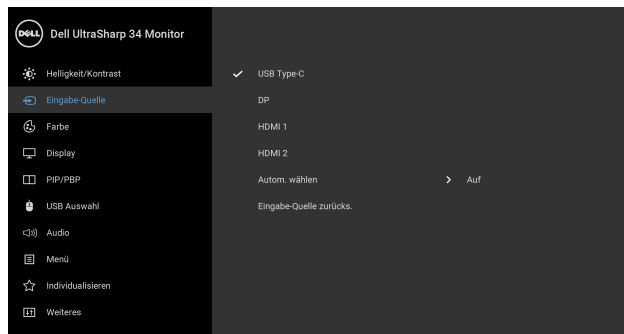 DELL Dell UltraSharp 34 Monitor
Helligkeit/Kontrast
USB Type-C
Eingabe-Quelle
DP
Farbe
HDMI 1
Display
HDMI 2
PIP/PBP
Autom. wählen
Auf
USB Auswahl
Eingabe-Quelle zurücks.
Audio
Menü
Individualisieren
Weiteres